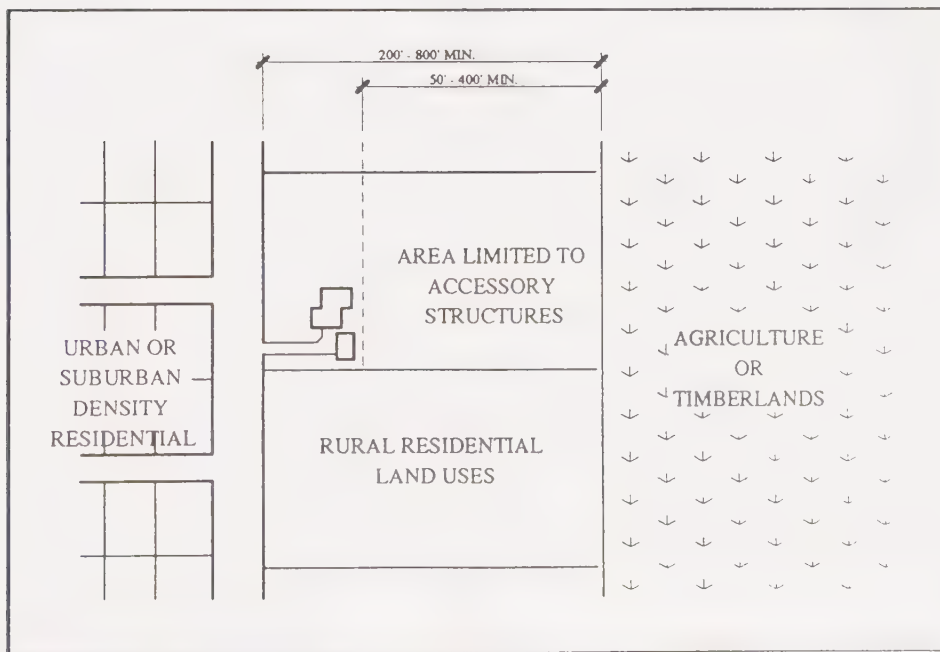 200' - 800' MIN.
50' - 400' MIN.
AREA LIMITED TO
ACCESSORY
STRUCTURES
URBAN OR
SUBURBAN
DENSITY
RESIDENTIAL
RURAL RESIDENTIAL
LAND USES
AGRICULTURE
OR
TIMBERLANDS